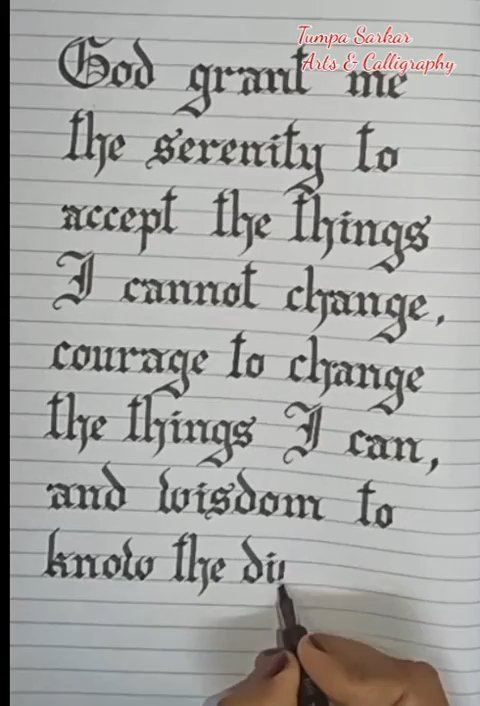 Tumpa Sarkar
Arts & Calligraphy
God grant me
the serenity to
accept the things
I cannot change,
courage to change
the things I can,
and wisdom to
know the